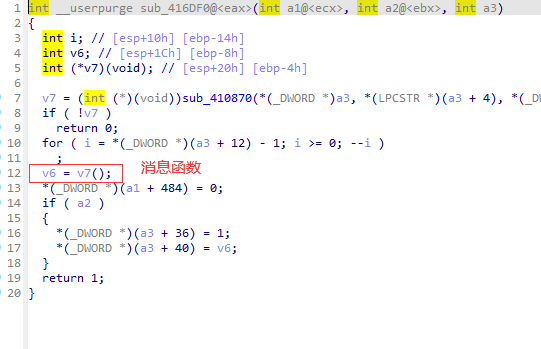 1 int __userpurge sub_416DF0@<eax>(int a1@<ecx>, int a2@<ebx>, int a3)
2 {
3 int i; // [esp+10h] [ebp-14h]
4 int v6; // [esp+1Ch] [ebp-8h]
5 int (*v7)(void); // [esp+20h] [ebp-4h]
6
7 v7 = (int (*)(void))sub_410870(*(_DWORD *)a3, *(LPCSTR *)(a3 + 4), *(_D
8 if ( !v7 )
9 return 0;
10 for ( i = *(_DWORD *)(a3 + 12) - 1; i >= 0; --i )
11 ;
12 v6 = v7(); 消息函数
13 *(_DWORD *)(a1 + 484) = 0;
14 if ( a2 )
15 {
16 *(_DWORD *)(a3 + 36) = 1;
17 *(_DWORD *)(a3 + 40) = v6;
18 }
19 return 1;
20 }